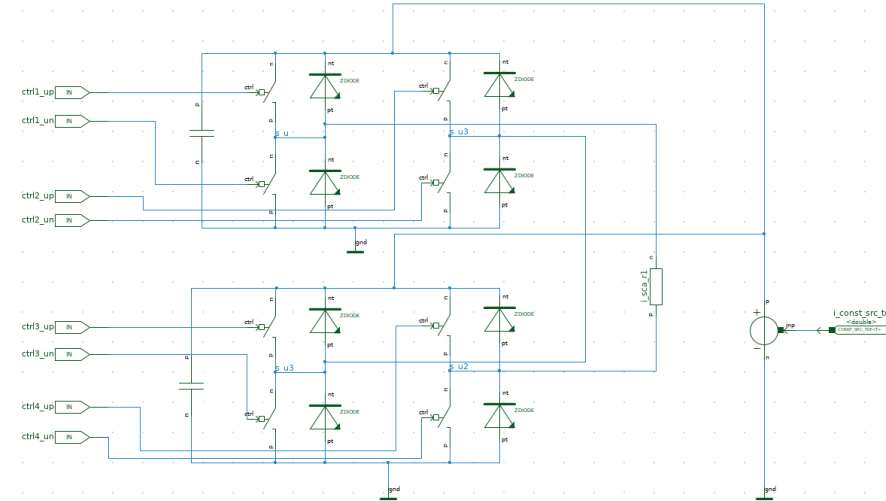 n
nt
n
nt
ctrl1_up
IN
ctrl
ZDIODE
ctrl
ZDIODE
p
pt
p
pt
ctrl1_un
IN
s_u
s_u3
n
nt
n
nt
n
ctrl
ZDIODE
ctrl
ZDIODE
ctrl2_up
IN
p
pt
p
pt
ctrl2_un
IN
gnd
n
i_sca_r1
p
n
nt
n
nt
p
i_const_src_t
<double>
CONST_SRC_TDF<T>
+
inp
ctrl3_up
IN
ctrl
ZDIODE
ctrl
ZDIODE
−
ctrl3_un
IN
p
pt
p
pt
n
p
s_u3
s_u2
n
nt
n
nt
ctrl4_up
IN
n
ctrl
ZDIODE
ctrl
ZDIODE
ctrl4_un
IN
p
pt
p
pt
gnd
gnd